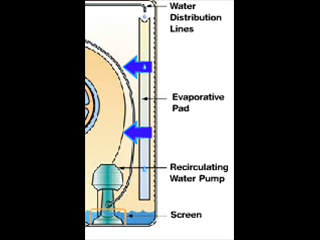 Water
Distribution
Lines
Evaporative
Pad
Recirculating
Water Pump
Screen